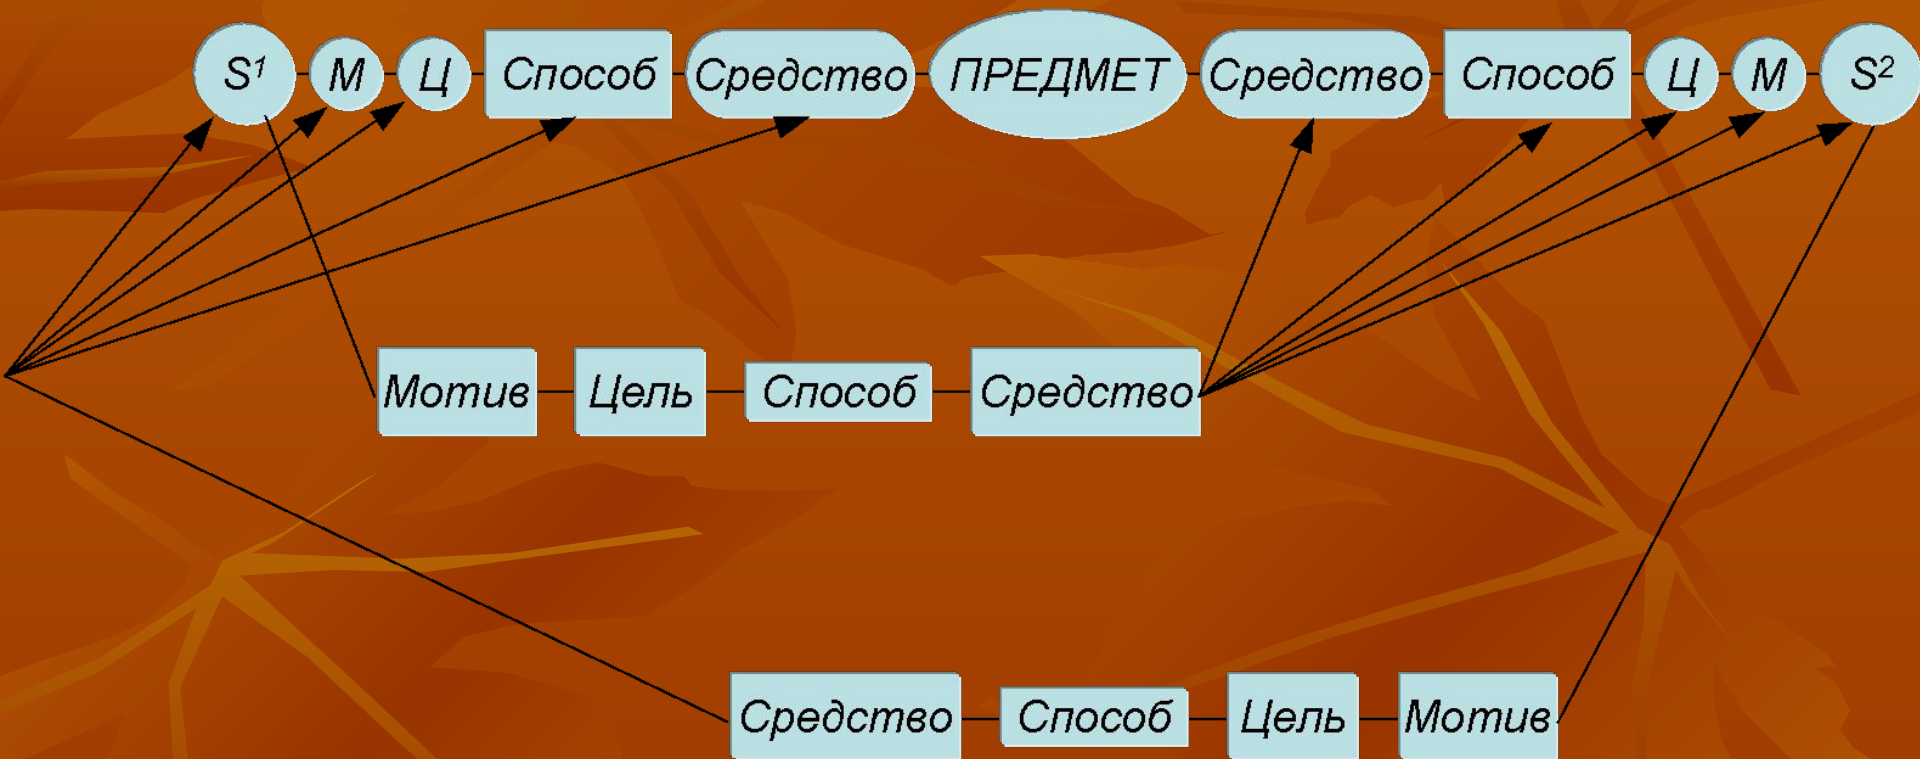 S¹ М Ц Способ Средство ПРЕДМЕТ Средство Способ Ц М S²
Мотив Цель Способ Средство
Средство Способ Цель Мотив